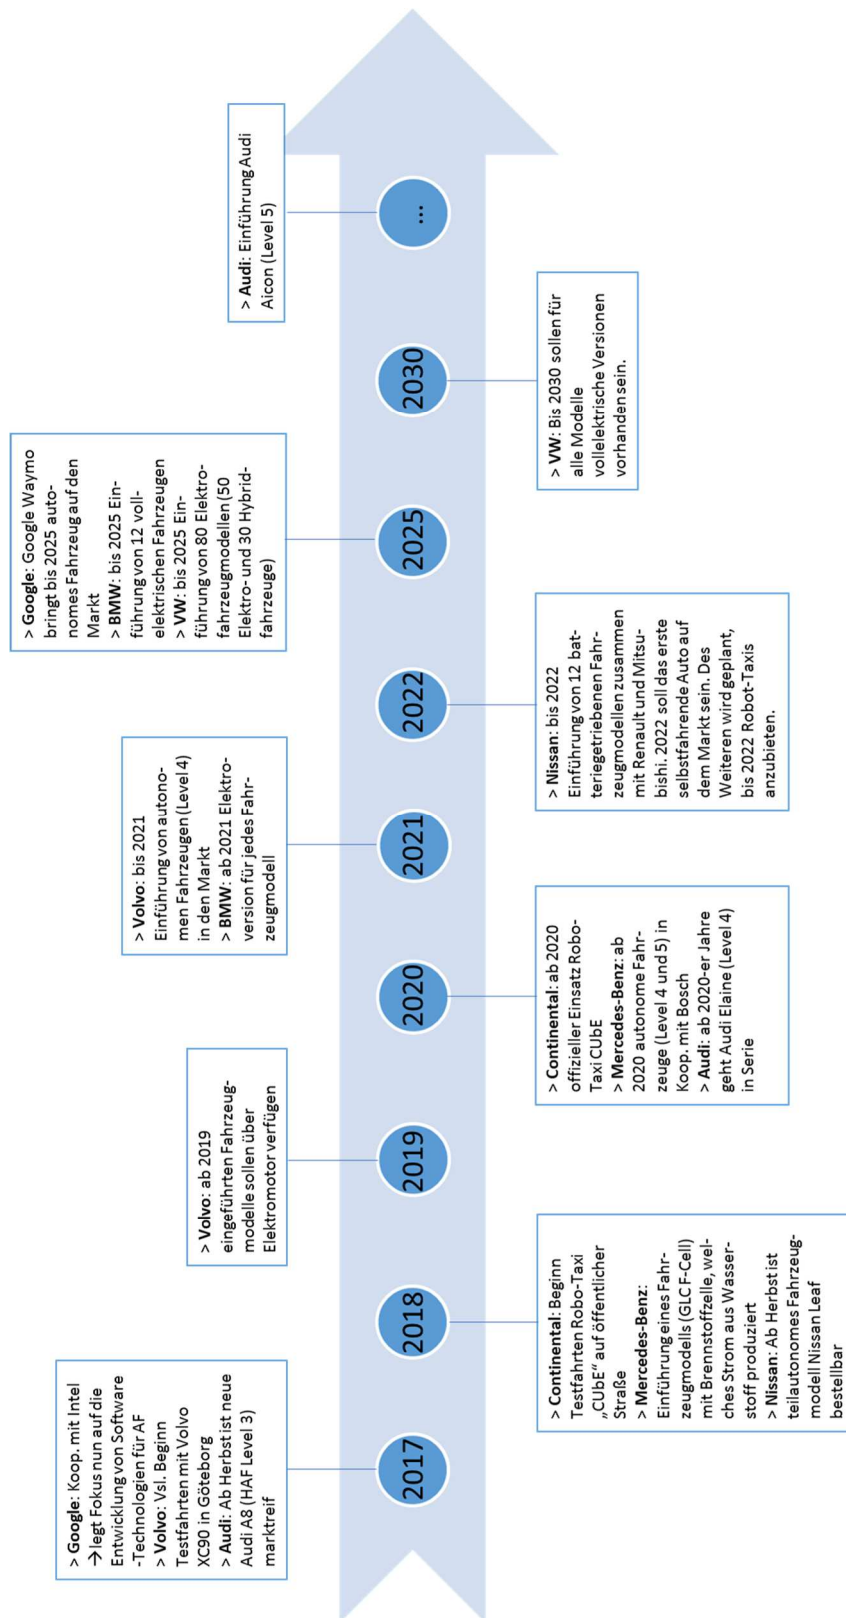 > Google: Koop. mit Intel
→legt Fokus nun auf die
Entwicklung von Software
-Technologien für AF
> Volvo: Vsl. Beginn
Testfahrten mit Volvo
XC90 in Göteborg
> Audi: Ab Herbst ist neue
Audi A8 (HAF Level 3)
marktreif
2017
> Continental: Beginn
Testfahrten Robo-Taxi
„CUbE“ auf öffentlicher
Straße
> Mercedes-Benz:
Einführung eines Fahr-
zeugmodells (GLC F-Cell)
mit Brennstoffzelle, wel-
ches Strom aus Wasser-
stoff produziert
> Nissan: Ab Herbst ist
teilautonomes Fahrzeug-
modell Nissan Leaf
bestellbar
2018
> Volvo: ab 2019
eingeführten Fahrzeug-
modelle sollen über
Elektromotor verfügen
2019
> Continental: ab 2020
offizieller Einsatz Robo-
Taxi CUbE
> Mercedes-Benz: ab
2020 autonome Fahr-
zeuge (Level 4 und 5) in
Koop. mit Bosch
> Audi: ab 2020-er Jahre
geht Audi Elaine (Level 4)
in Serie
2020
> Volvo: bis 2021
Einführung von autono-
men Fahrzeugen (Level 4)
in den Markt
> BMW: ab 2021 Elektro-
version für jedes Fahr-
zeugmodell
2021
> Nissan: bis 2022
Einführung von 12 bat-
teriegetriebenen Fahr-
zeugmodellen zusammen
mit Renault und Mitsu-
bishi. 2022 soll das erste
selbstfahrende Auto auf
dem Markt sein. Des
Weiteren wird geplant,
bis 2022 Robot-Taxis
anzubieten.
2022
> Google: Google Waymo
bringt bis 2025 auto-
nomes Fahrzeug auf den
Markt
> BMW: bis 2025 Ein-
führung von 12 voll-
elektrischen Fahrzeugen
> VW: bis 2025 Ein-
führung von 80 Elektro-
fahrzeugmodellen (50
Elektro- und 30 Hybrid-
fahrzeuge)
2025
> VW: Bis 2030 sollen für
alle Modelle
vollelektrische Versionen
vorhanden sein.
2030
> Audi: Einführung Audi
Aicon (Level 5)
...